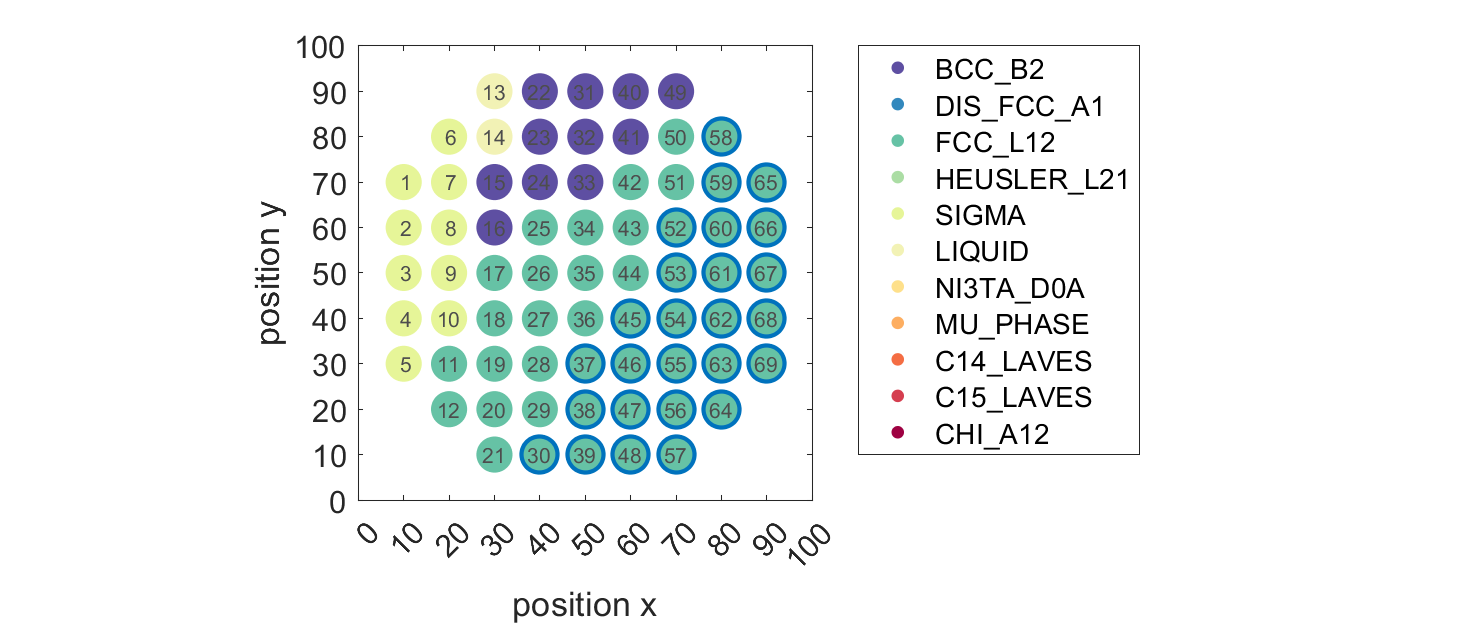 100
90
80
70
60
50
40
30
20
10
0
position y
13 22 31 40 49
6 14 23 32 41 50 58
1 7 15 24 33 42 51 59 65
2 8 16 25 34 43 52 60 66
3 9 17 26 35 44 53 61 67
4 10 18 27 36 45 54 62 68
5 11 19 28 37 46 55 63 69
12 20 29 38 47 56 64
21 30 39 48 57
0 10 20 30 40 50 60 70 80 90 100
position x
BCC_B2
DIS_FCC_A1
FCC_L12
HEUSLER_L21
SIGMA
LIQUID
NI3TA_D0A
MU_PHASE
C14_LAVES
C15_LAVES
CHI_A12